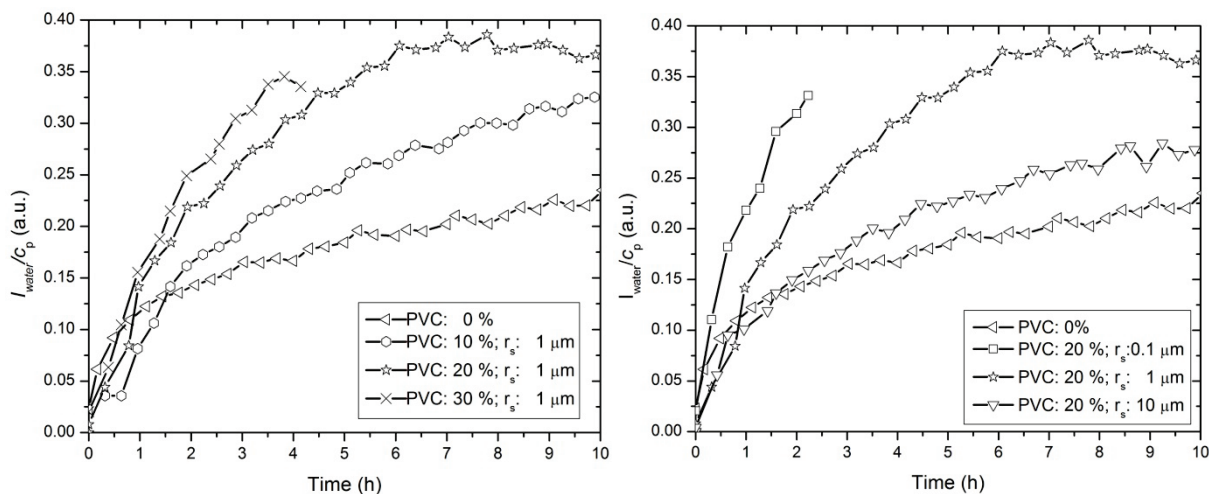 0.40
0.35
0.30
0.25
0.20
0.15
0.10
0.05
0.00
I_water/c_p (a.u.)
0 1 2 3 4 5 6 7 8 9 10
Time (h)
PVC: 0 %
PVC: 10 %; r_s: 1 μm
PVC: 20 %; r_s: 1 μm
PVC: 30 %; r_s: 1 μm
0.40
0.35
0.30
0.25
0.20
0.15
0.10
0.05
0.00
I_water/c_p (a.u.)
0 1 2 3 4 5 6 7 8 9 10
Time (h)
PVC: 0%
PVC: 20 %; r_s:0.1 μm
PVC: 20 %; r_s: 1 μm
PVC: 20 %; r_s: 10 μm